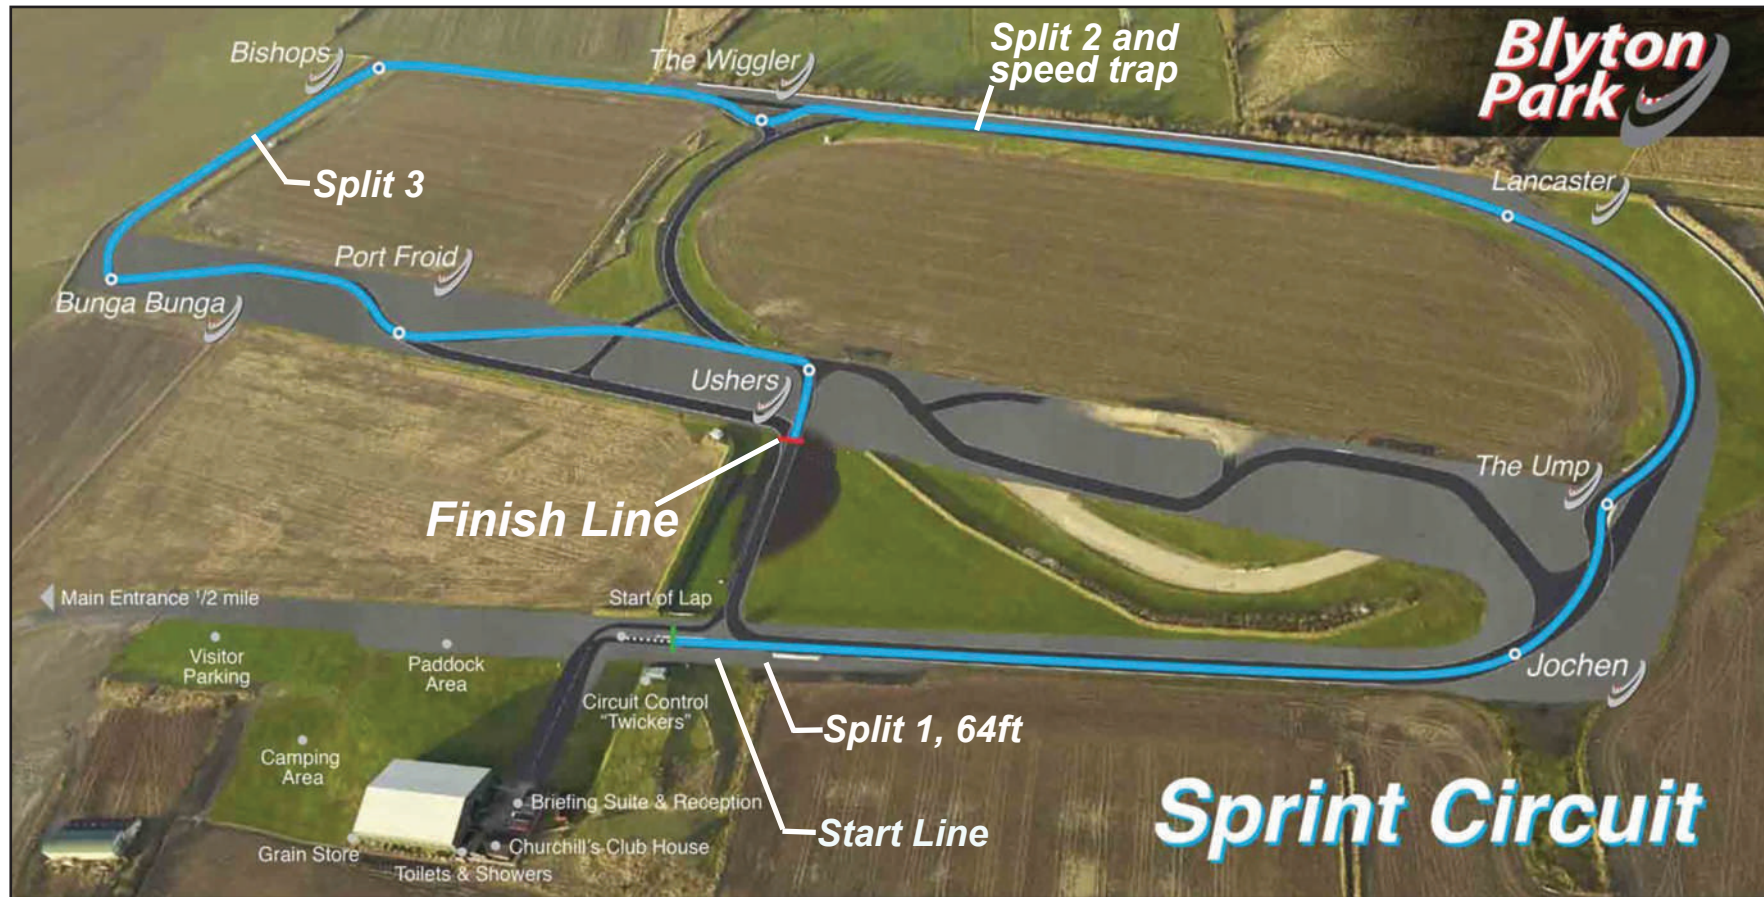 Bishops
The Wiggler
Split 2 and
speed trap
Blyton
Park
Split 3
Lancaster
Port Froid
Bunga Bunga
Ushers
The Ump
Finish Line
Main Entrance 1/2 mile
Start of Lap
Visitor
Parking
Paddock
Area
Circuit Control
"Twickers"
Jochen
Split 1, 64ft
Camping
Area
Briefing Suite & Reception
Start Line
Sprint Circuit
Grain Store
Churchill's Club House
Toilets & Showers